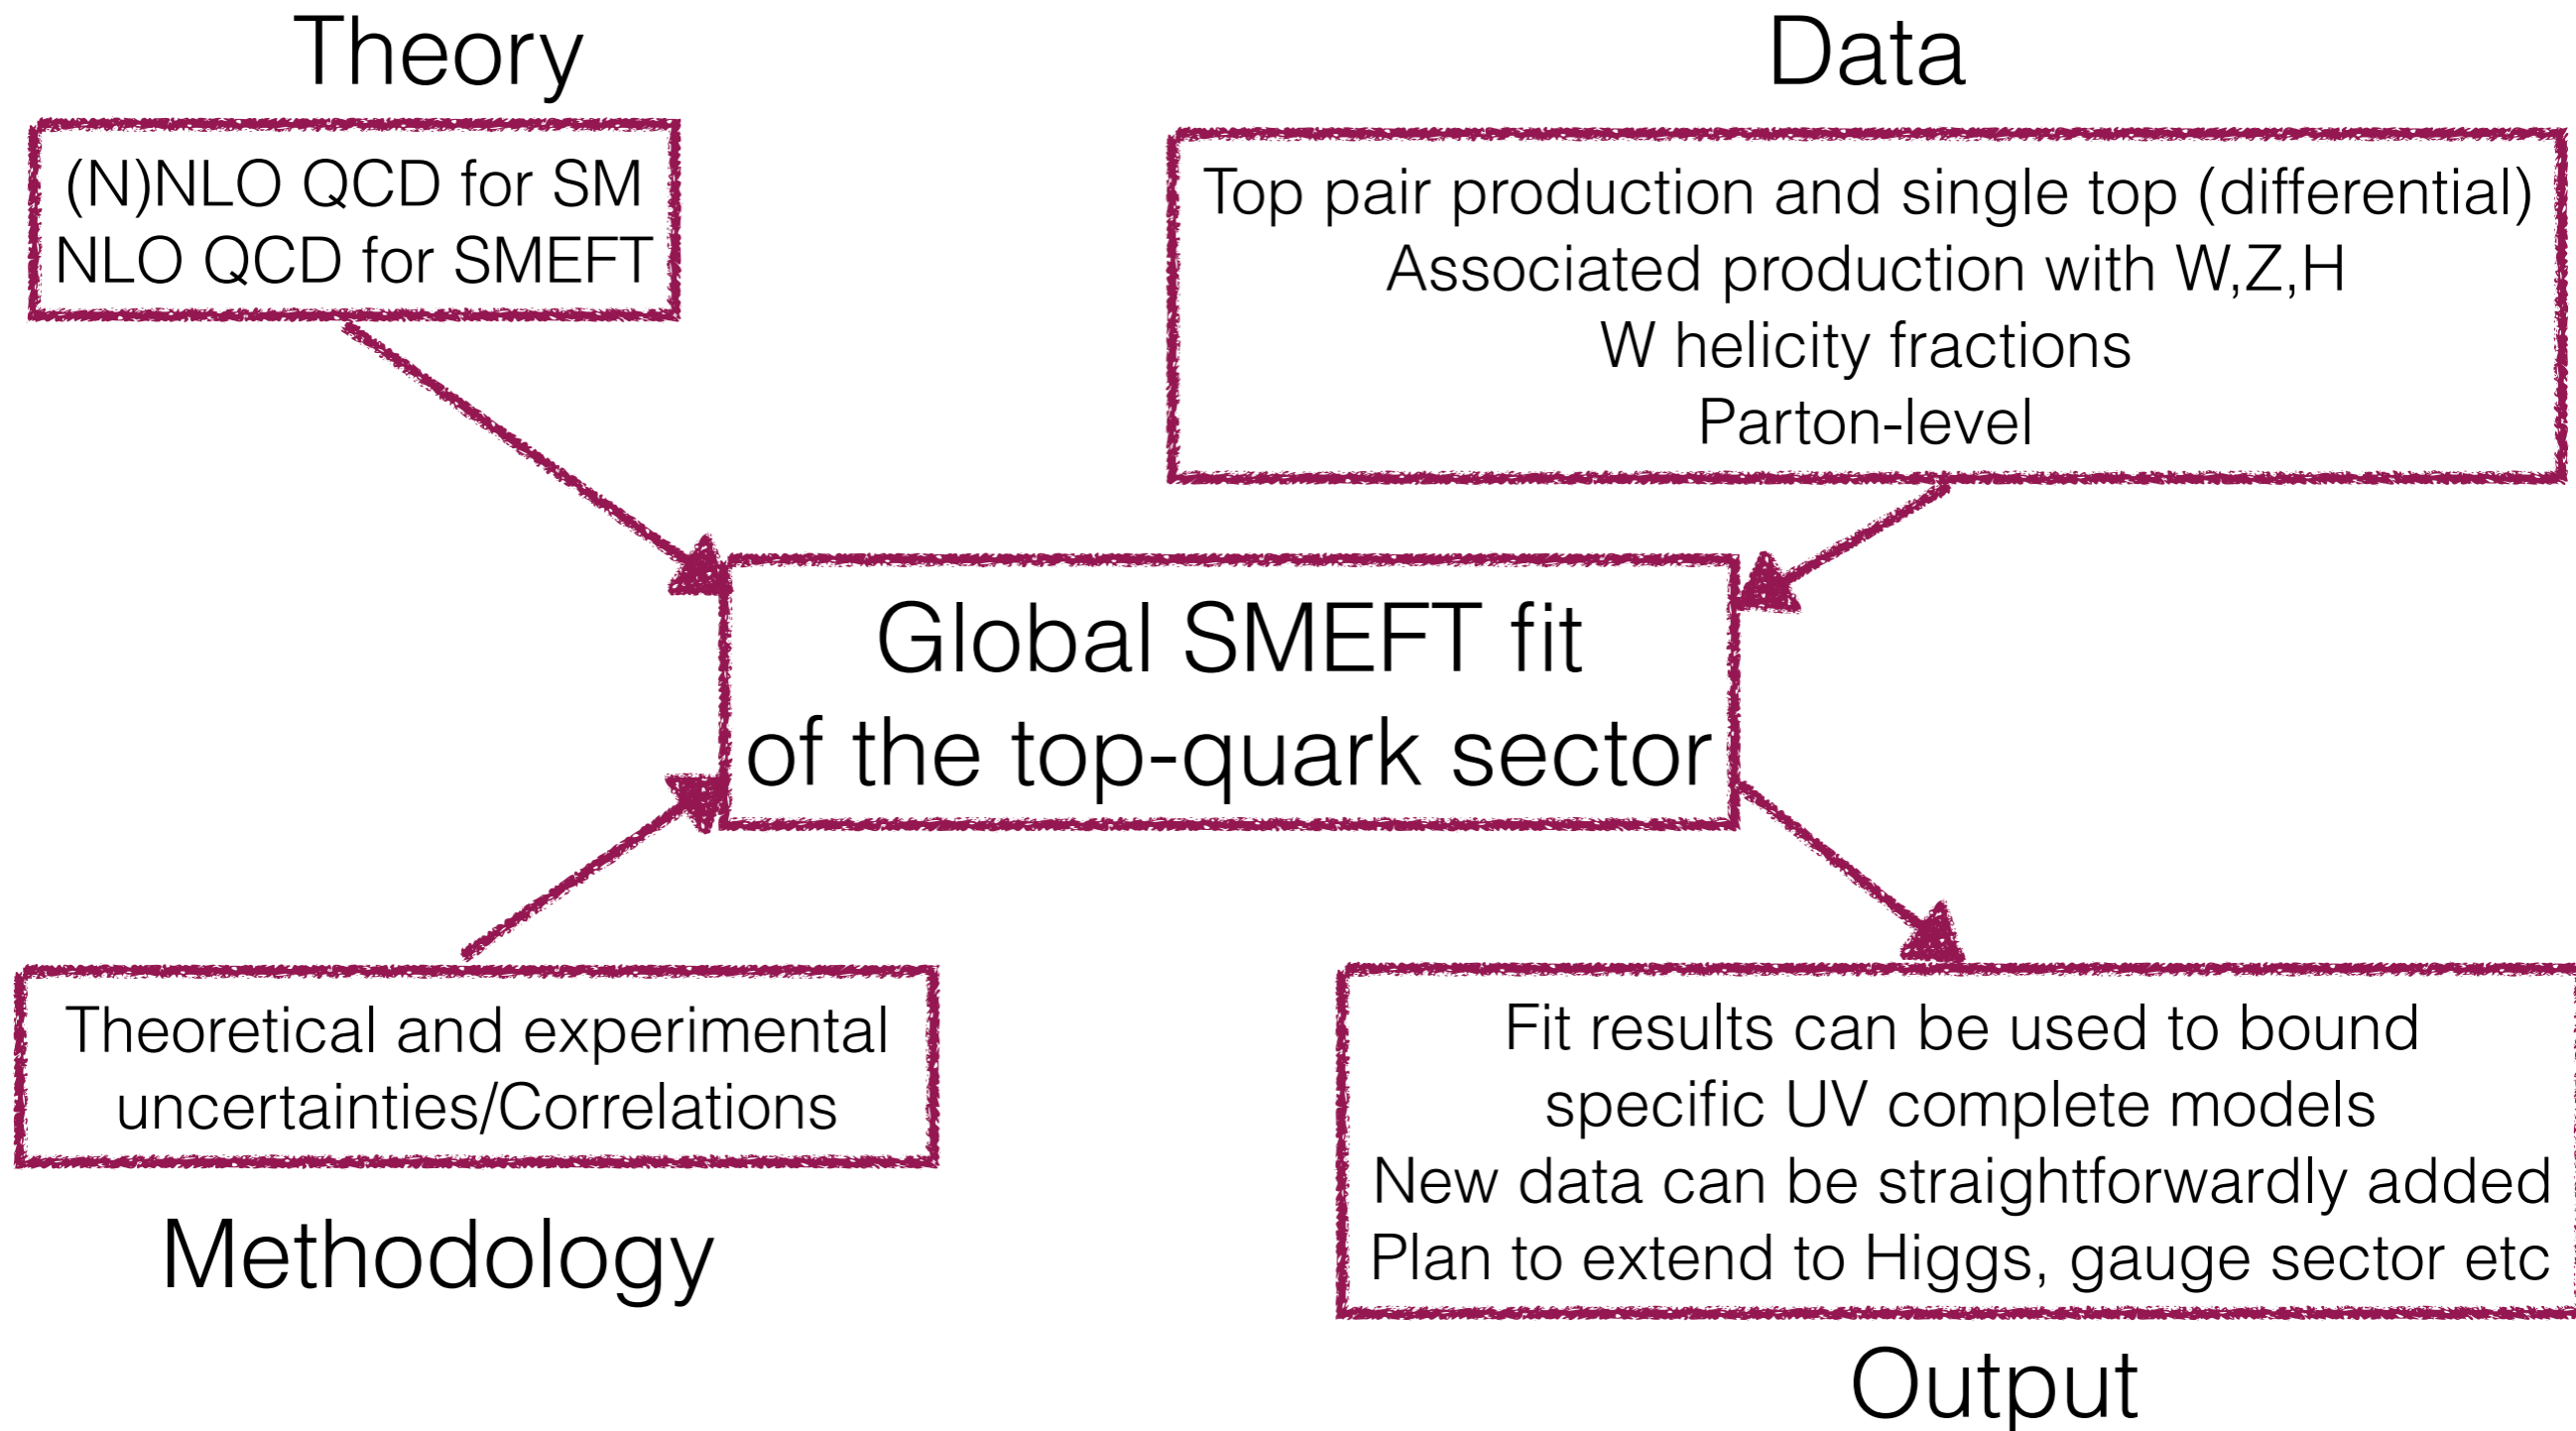 Theory
(N)NLO QCD for SM
NLO QCD for SMEFT
Data
Top pair production and single top (differential)
Associated production with W,Z,H
W helicity fractions
Parton-level
Global SMEFT fit
of the top-quark sector
Theoretical and experimental
uncertainties/Correlations
Methodology
Fit results can be used to bound
specific UV complete models
New data can be straightforwardly added
Plan to extend to Higgs, gauge sector etc
Output